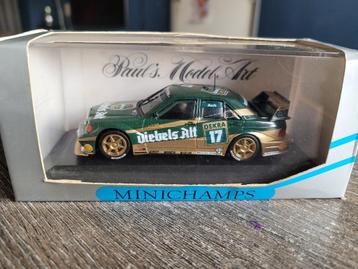 Paul's Model Art
DEKRA
Diebels Alt
17
MINICHAMPS